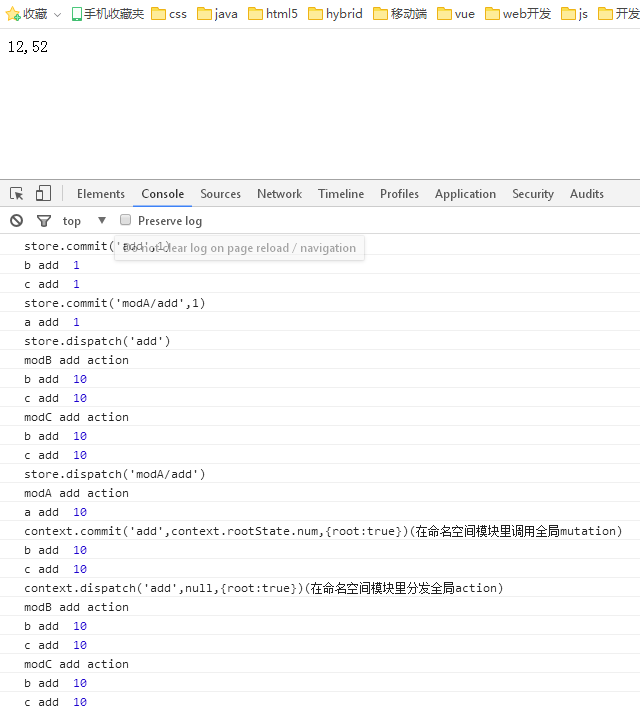 收藏 手机收藏夹 css java html5 hybrid 移动端 vue web开发 js 开发
12,52
Elements Console Sources Network Timeline Profiles Application Security Audits
top Preserve log
store.commit('add',1)
Do not clear log on page reload / navigation
b add 1
c add 1
store.commit('modA/add',1)
a add 1
store.dispatch('add')
modB add action
b add 10
c add 10
modC add action
b add 10
c add 10
store.dispatch('modA/add')
modA add action
a add 10
context.commit('add',context.rootState.num,{root:true})(在命名空间模块里调用全局mutation)
b add 10
c add 10
context.dispatch('add',null,{root:true})(在命名空间模块里分发全局action)
modB add action
b add 10
c add 10
modC add action
b add 10
c add 10